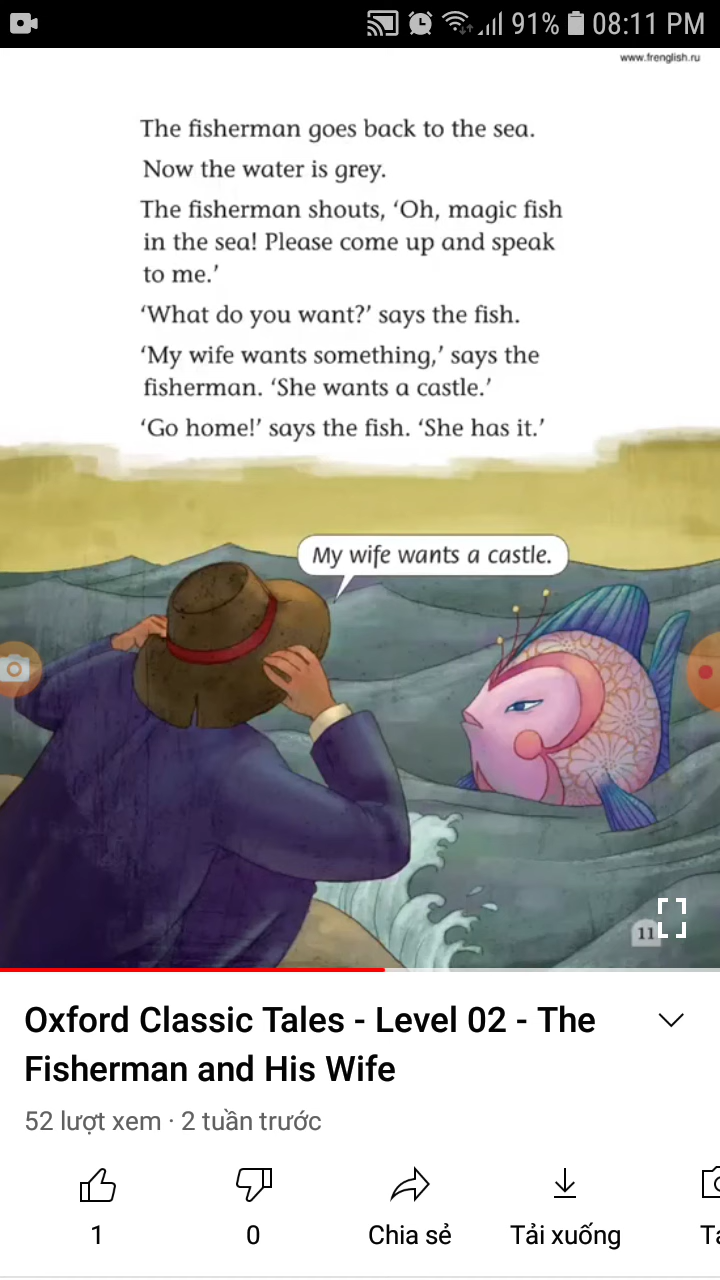 91% 08:11 PM
www.frenglish.ru
The fisherman goes back to the sea.
Now the water is grey.
The fisherman shouts, ‘Oh, magic fish
in the sea! Please come up and speak
to me.’
‘What do you want?’ says the fish.
‘My wife wants something,’ says the
fisherman. ‘She wants a castle.’
‘Go home!’ says the fish. ‘She has it.’
My wife wants a castle.
11
Oxford Classic Tales - Level 02 - The
Fisherman and His Wife
52 lượt xem · 2 tuần trước
1 0 Chia sẻ Tải xuống